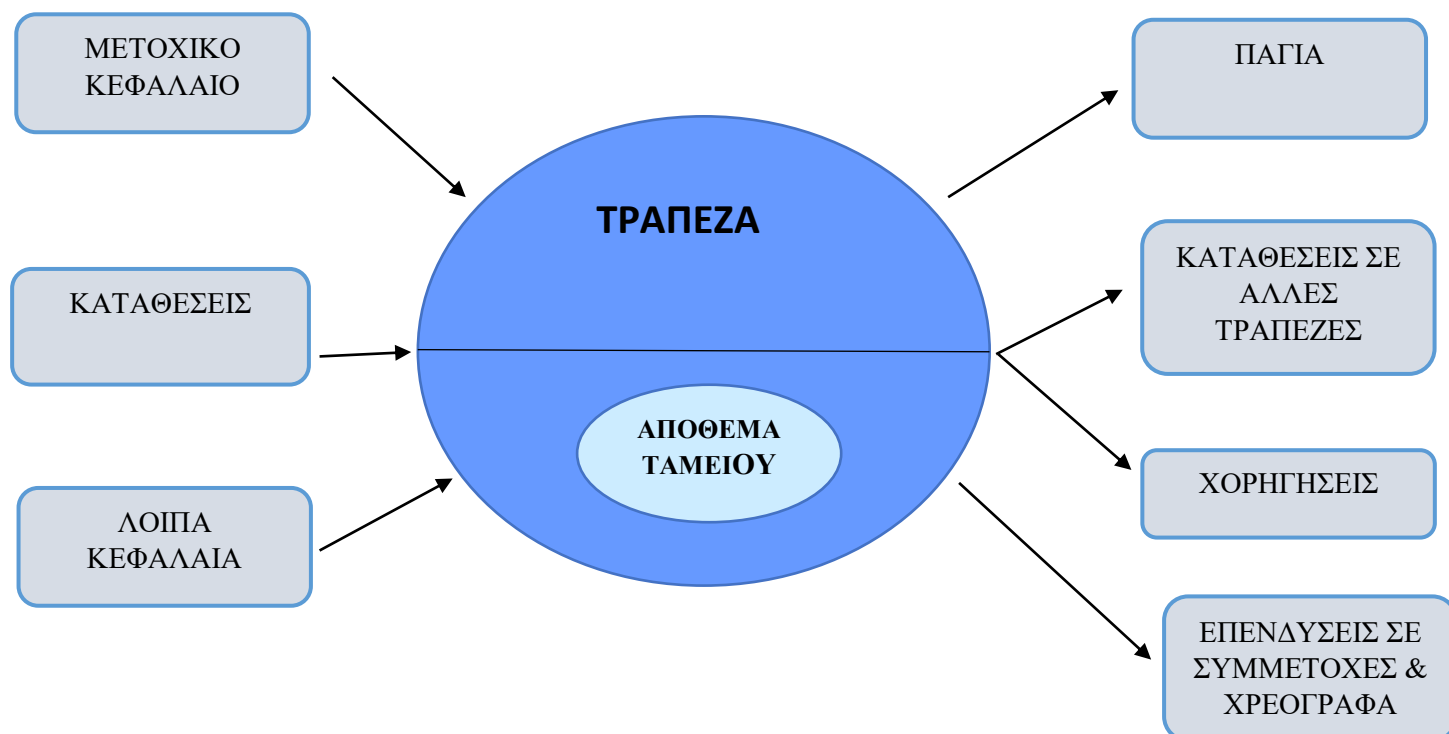 ΜΕΤΟΧΙΚΟ
ΚΕΦΑΛΑΙΟ
ΚΑΤΑΘΕΣΕΙΣ
ΛΟΙΠΑ
ΚΕΦΑΛΑΙΑ
ΤΡΑΠΕΖΑ
ΑΠΟΘΕΜΑ
ΤΑΜΕΙΟΥ
ΠΑΓΙΑ
ΚΑΤΑΘΕΣΕΙΣ ΣΕ
ΑΛΛΕΣ
ΤΡΑΠΕΖΕΣ
ΧΟΡΗΓΗΣΕΙΣ
ΕΠΕΝΔΥΣΕΙΣ ΣΕ
ΣΥΜΜΕΤΟΧΕΣ &
ΧΡΕΟΓΡΑΦΑ